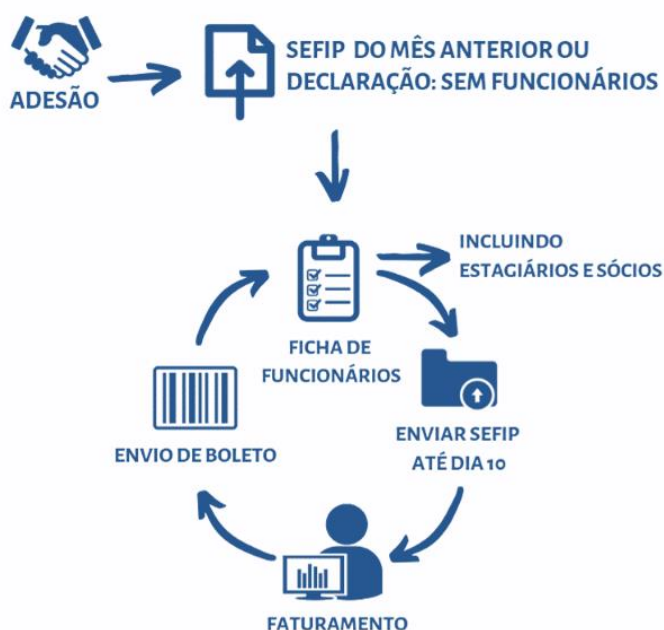 ADESÃO
SEFIP DO MÊS ANTERIOR OU
DECLARAÇÃO: SEM FUNCIONÁRIOS
INCLUINDO
ESTAGIÁRIOS E SÓCIOS
FICHA DE
FUNCIONÁRIOS
ENVIAR SEFIP
ATÉ DIA 10
ENVIO DE BOLETO
FATURAMENTO